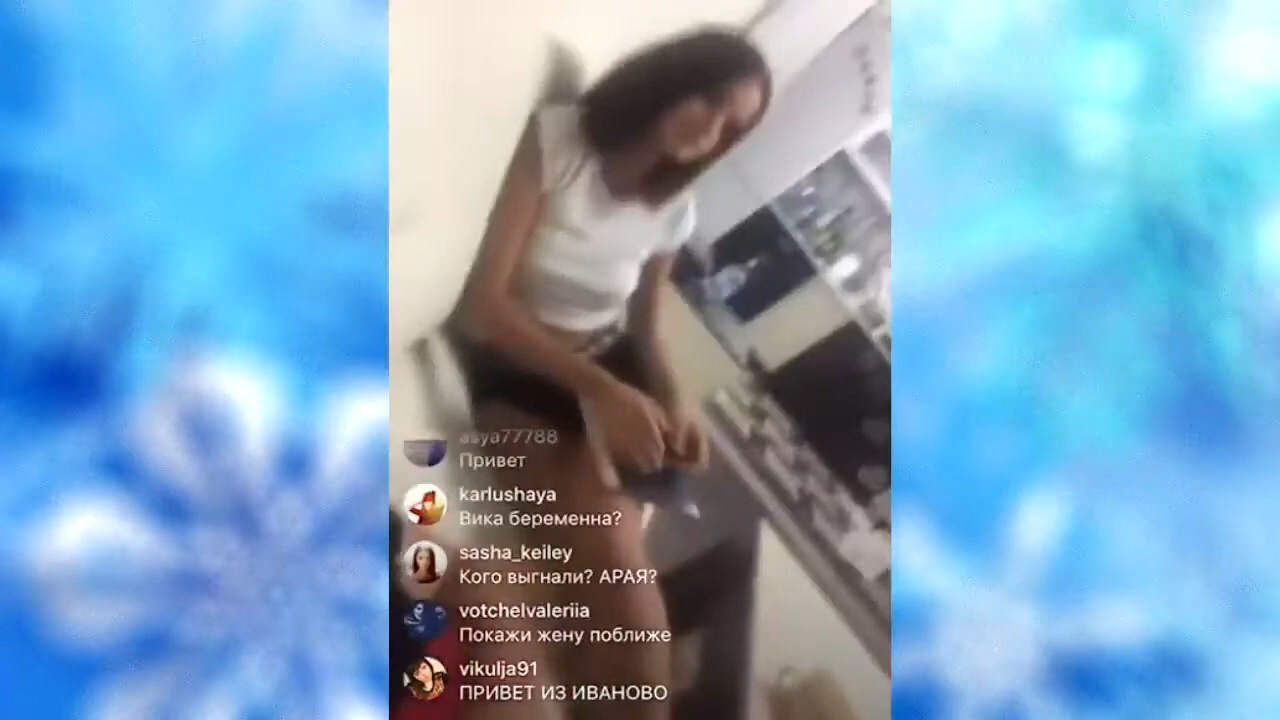 asya77788
Привет
karlushaya
Вика беременна?
sasha_keiley
Кого выгнали? АРАЯ?
votchelvaleriia
Покажи жену поближе
vikulja91
ПРИВЕТ ИЗ ИВАНОВО